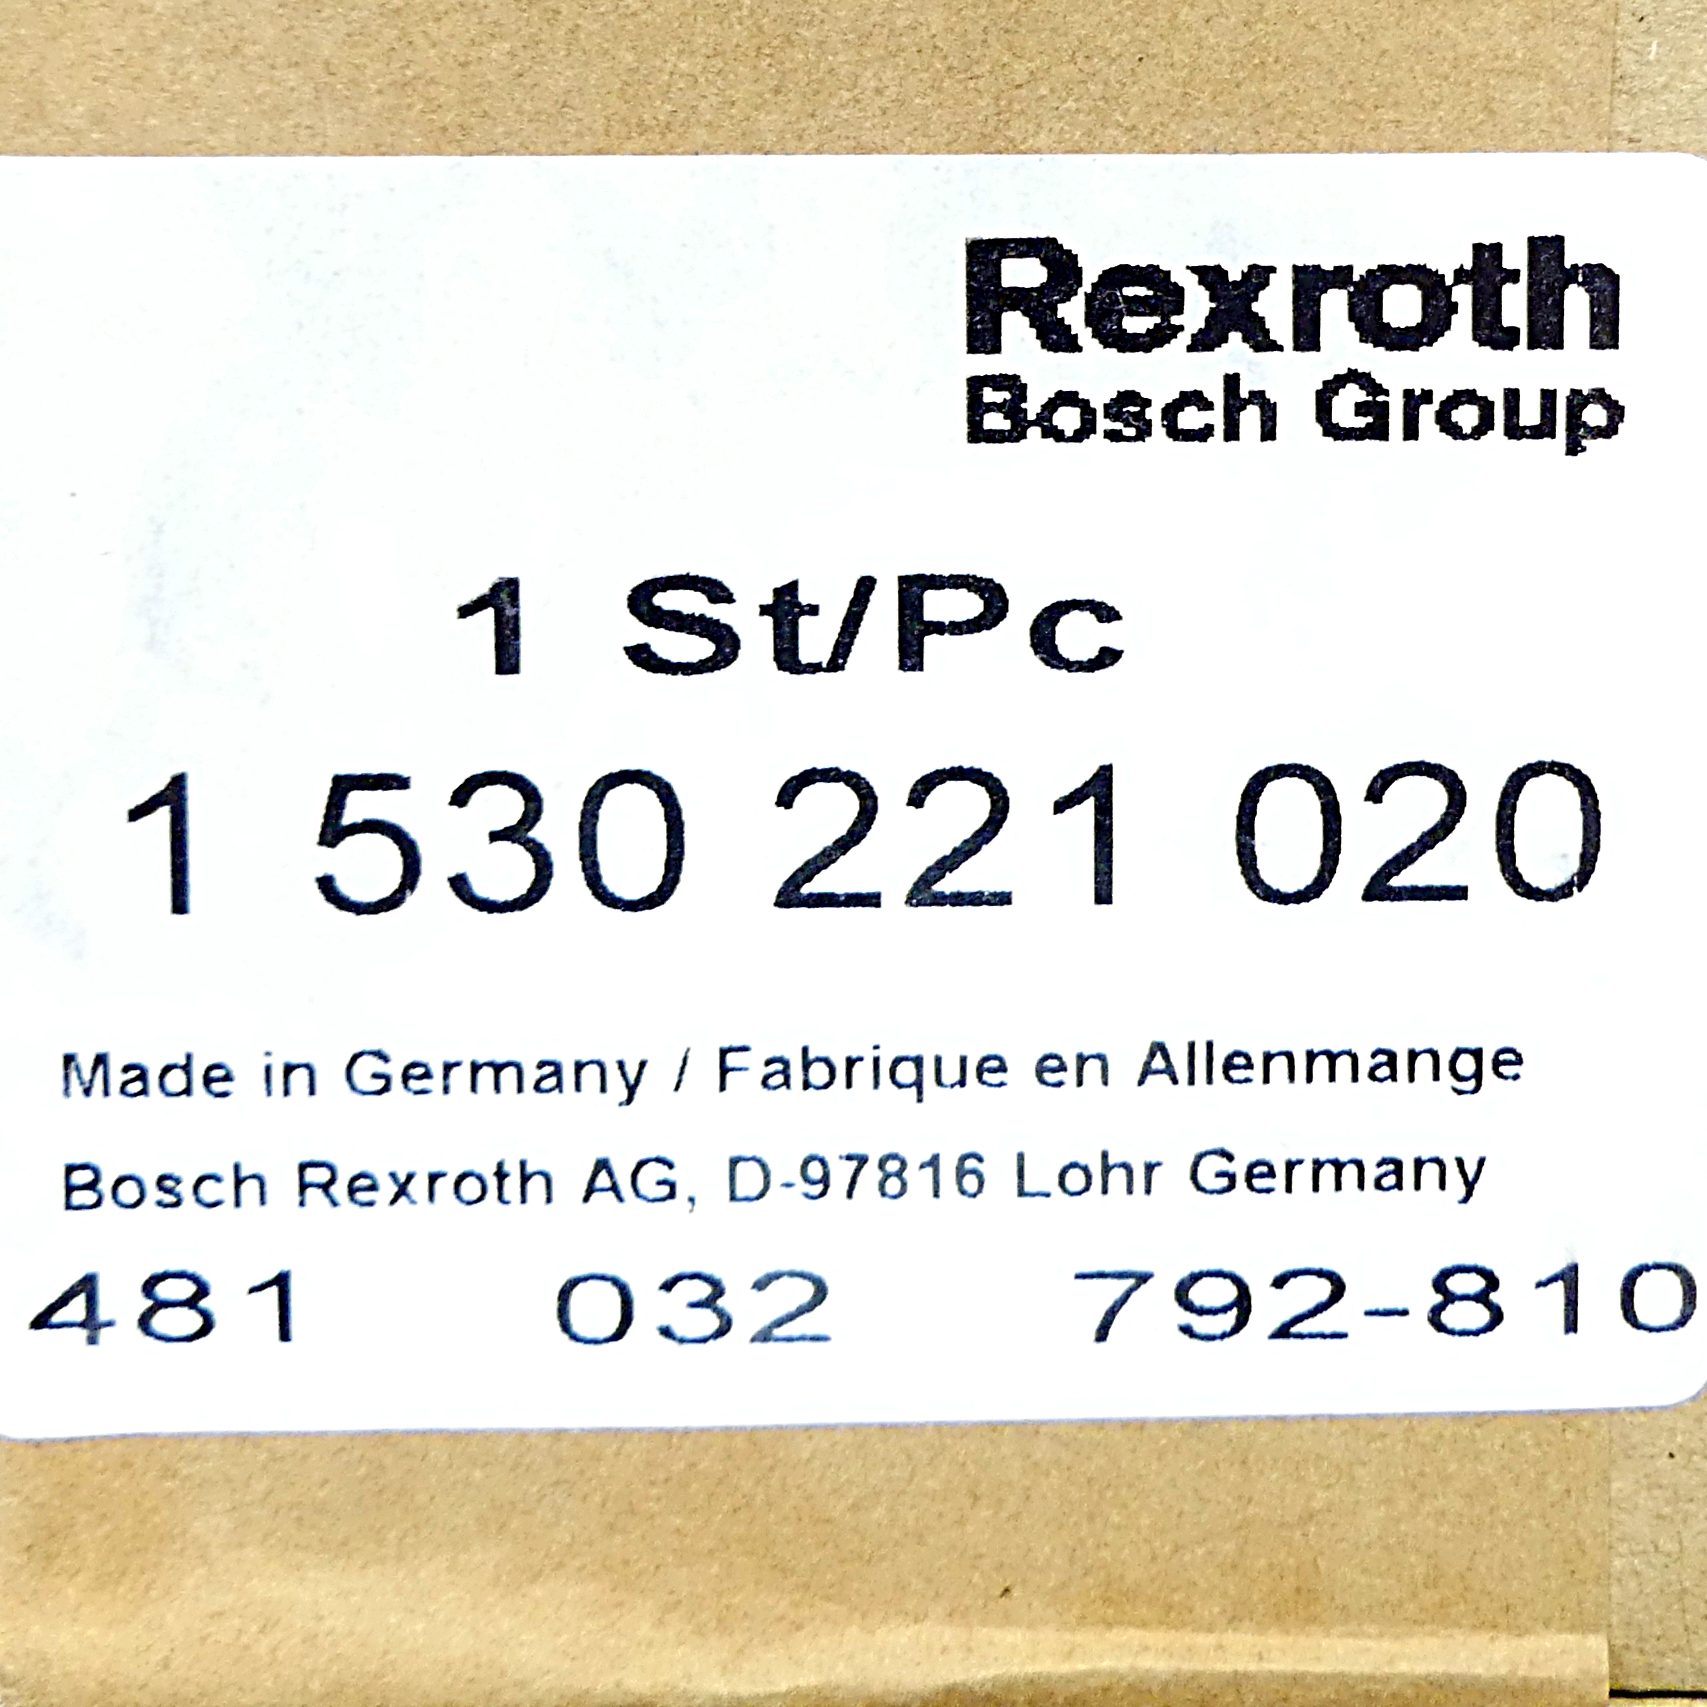 Rexroth
Bosch Group
1 St/Pc
1 530 221 020
Made in Germany / Fabrique en Allenmange
Bosch Rexroth AG, D-97816 Lohr Germany
481 032 792-810